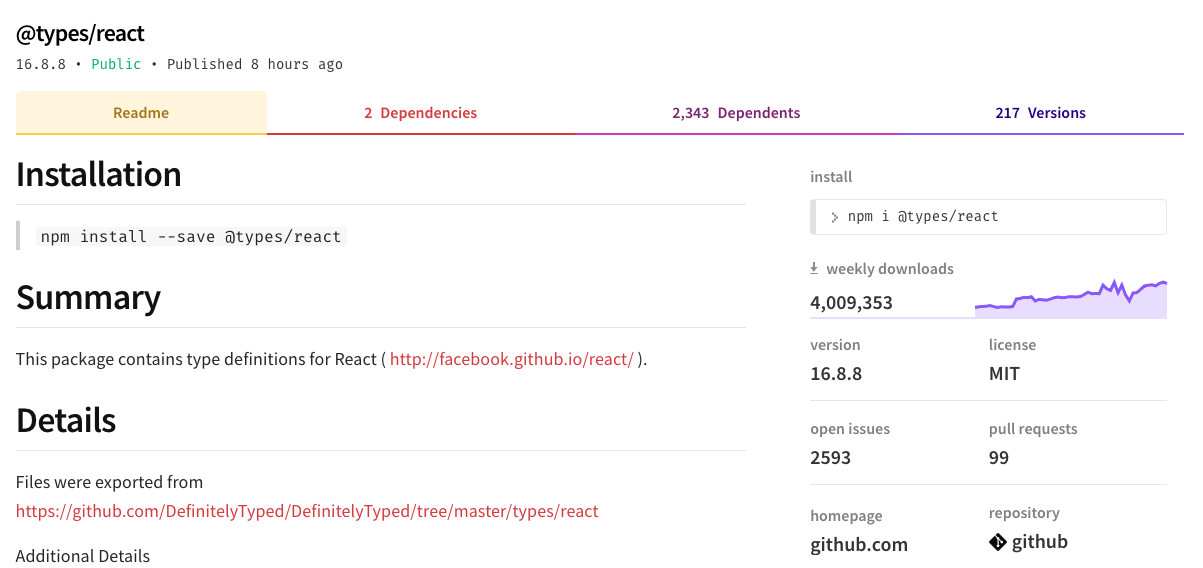 @types/react
16.8.8 • Public • Published 8 hours ago
Readme
2 Dependencies
2,343 Dependents
217 Versions
Installation
npm install --save @types/react
Summary
This package contains type definitions for React ( http://facebook.github.io/react/ ).
Details
Files were exported from
https://github.com/DefinitelyTyped/DefinitelyTyped/tree/master/types/react
Additional Details
install
> npm i @types/react
weekly downloads
4,009,353
version
16.8.8
license
MIT
open issues
2593
pull requests
99
homepage
github.com
repository
github